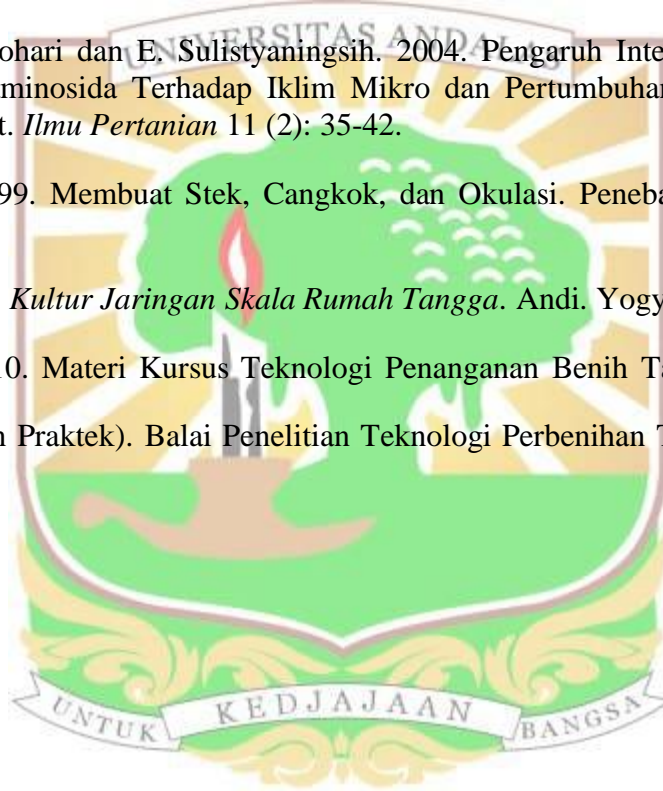 UNIVERSITAS ANDALAS
ohari dan E. Sulistyaningsih. 2004. Pengaruh Inte
minosida Terhadap Iklim Mikro dan Pertumbuhan
t. Ilmu Pertanian 11 (2): 35-42.
99. Membuat Stek, Cangkok, dan Okulasi. Peneba
Kultur Jaringan Skala Rumah Tangga. Andi. Yogy
10. Materi Kursus Teknologi Penanganan Benih Ta
n Praktek). Balai Penelitian Teknologi Perbenihan T
UNTUK KEDJAJAAN BANGSA